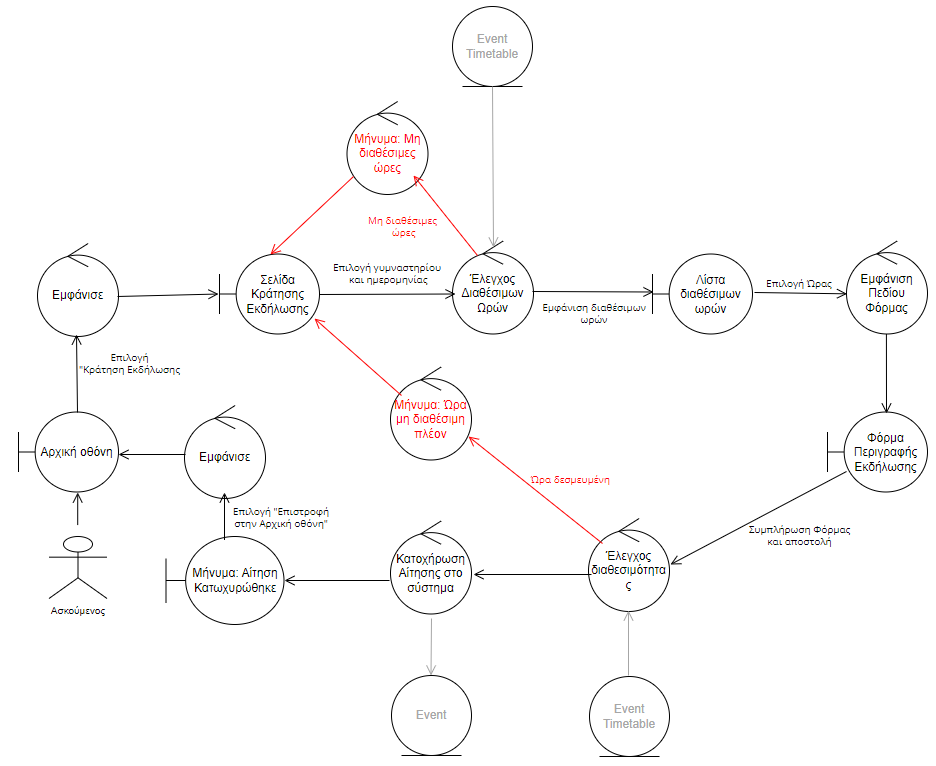 Event
Timetable
Μήνυμα: Μη
διαθέσιμες
ώρες
Μη διαθέσιμες
ώρες
Εμφάνισε
Σελίδα
Κράτησης
Εκδήλωσης
Επιλογή γυμναστηρίου
και ημερομηνίας
Έλεγχος
Διαθέσιμων
Ωρών
Εμφάνιση διαθέσιμων
ωρών
Λίστα
διαθέσιμων
ωρών
Επιλογή Ώρας
Εμφάνιση
Πεδίου
Φόρμας
Επιλογή
"Κράτηση Εκδήλωσης
Μήνυμα: Ώρα
μη διαθέσιμη
πλέον
Αρχική οθόνη
Εμφάνισε
Φόρμα
Περιγραφής
Εκδήλωσης
Ώρα δεσμευμένη
Επιλογή "Επιστροφή
στην Αρχική οθόνη"
Συμπλήρωση Φόρμας
και αποστολή
Μήνυμα: Αίτηση
Κατωχυρώθηκε
Κατοχήρωση
Αίτησης στο
σύστημα
Έλεγχος
διαθεσιμότητα
ς
Ασκούμενος
Event
Event
Timetable